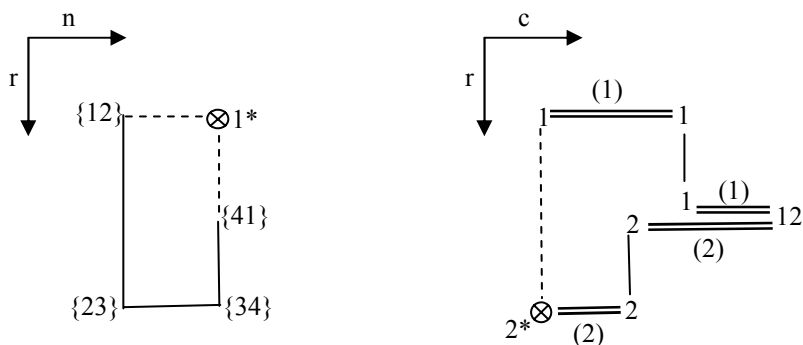 n
r
{12} ⊗ 1*
{41}
{23} {34}
c
r
(1)
1 1
(1)
1
2 12
(2)
2* ⊗ 2
(2)